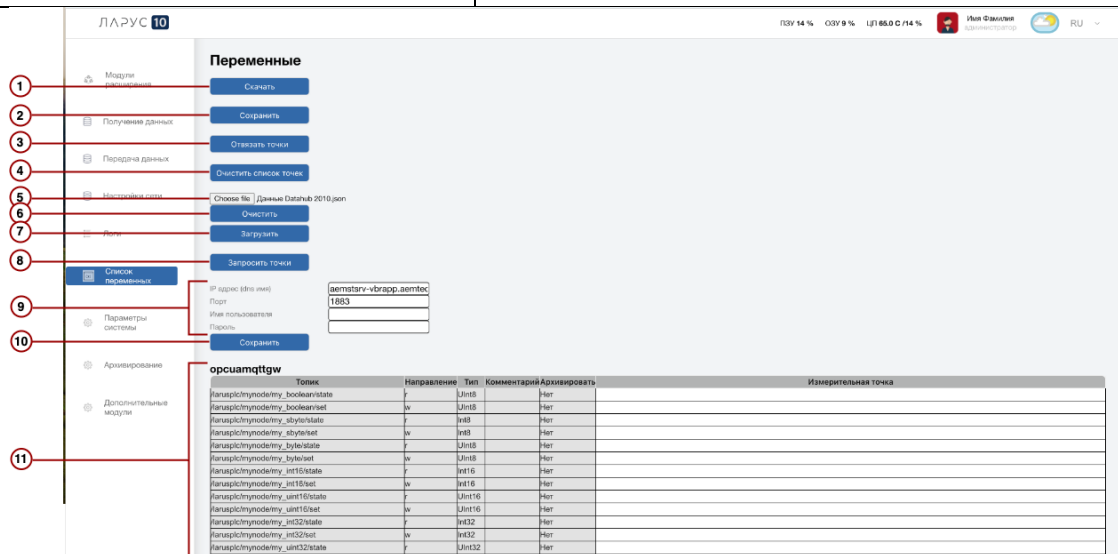 ЛАРУС 10
ПЗУ 14 % ОЗУ 9 % ЦП 65.0 С /14 %
Имя Фамилия
администратор
RU
Переменные
Модули
расширения
Получение данных
Передача данных
Настройки сети
Логи
Список
переменных
Параметры
системы
Архивирование
Дополнительные
модули
1 Скачать
2 Сохранить
3 Отвязать точки
4 Очистить список точек
5 Choose file Данные Datahub 2010.json
6 Очистить
7 Загрузить
8 Запросить точки
9
IP адрес (dns имя) aemstsrv-vbrapp.aemtec
Порт 1883
Имя пользователя
Пароль
10 Сохранить
11
opcuamqttgw
Топик Направление Тип Комментарий Архивировать Измерительная точка
/larusplc/mynode/my_boolean/state r UInt8 Нет
/larusplc/mynode/my_boolean/set w UInt8 Нет
/larusplc/mynode/my_sbyte/state r Int8 Нет
/larusplc/mynode/my_sbyte/set w Int8 Нет
/larusplc/mynode/my_byte/state r UInt8 Нет
/larusplc/mynode/my_byte/set w UInt8 Нет
/larusplc/mynode/my_int16/state r Int16 Нет
/larusplc/mynode/my_int16/set w Int16 Нет
/larusplc/mynode/my_uint16/state r UInt16 Нет
/larusplc/mynode/my_uint16/set w UInt16 Нет
/larusplc/mynode/my_int32/state r Int32 Нет
/larusplc/mynode/my_int32/set w Int32 Нет
/larusplc/mynode/my_uint32/state r UInt32 Нет